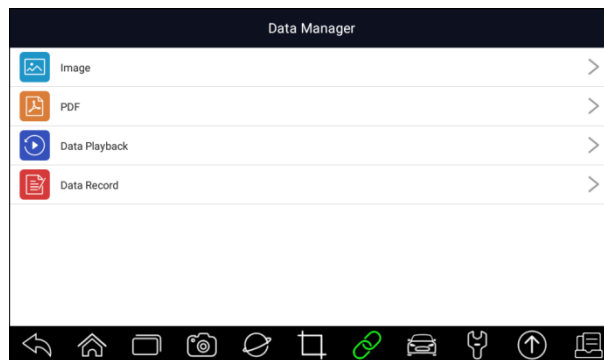 Data Manager
Image
PDF
Data Playback
Data Record